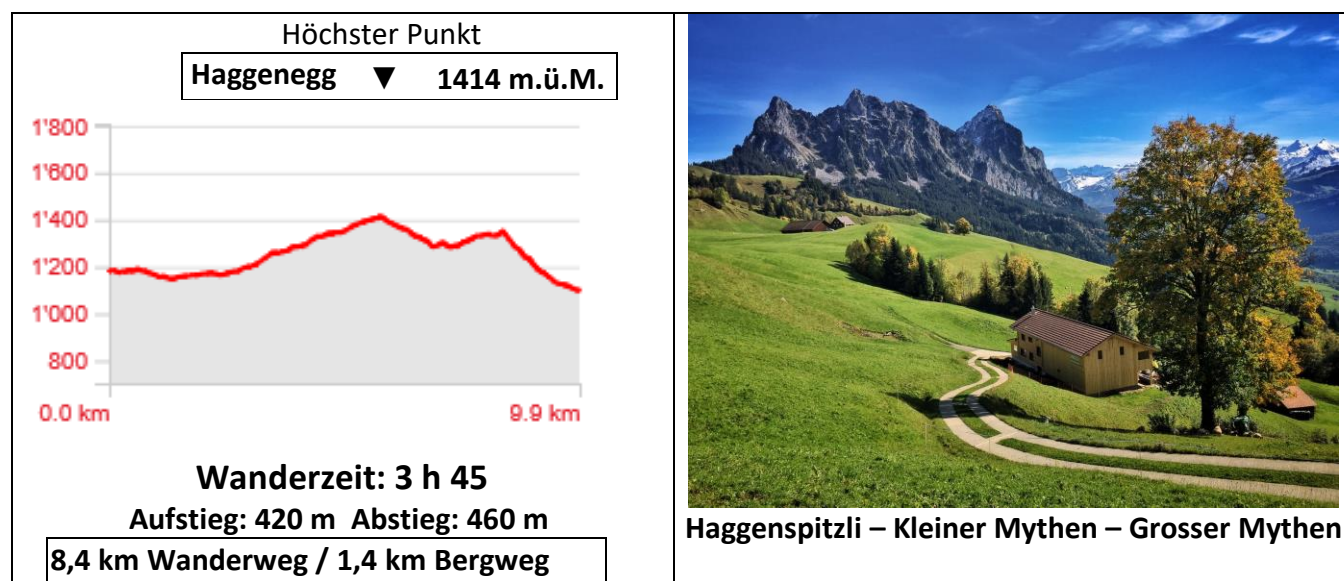 Höchster Punkt
Haggenegg ▼ 1414 m.ü.M.
1'800
1'600
1'400
1'200
1'000
800
0.0 km 9.9 km
Wanderzeit: 3 h 45
Aufstieg: 420 m Abstieg: 460 m
8,4 km Wanderweg / 1,4 km Bergweg
Haggenspitzli – Kleiner Mythen – Grosser Mythen